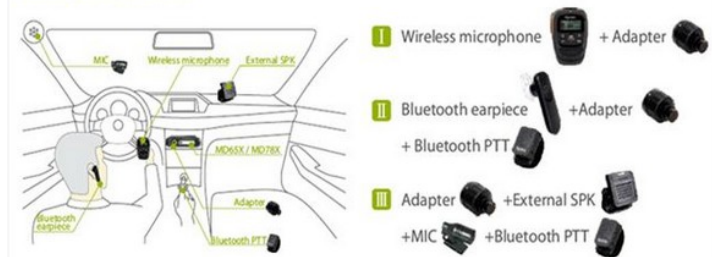 MIC
Wireless microphone
External SPK
MD65X / MD78X
Adapter
Bluetooth PTT
Bluetooth
earpiece
I Wireless microphone + Adapter
II Bluetooth earpiece +Adapter
+ Bluetooth PTT
III Adapter +External SPK
+MIC +Bluetooth PTT